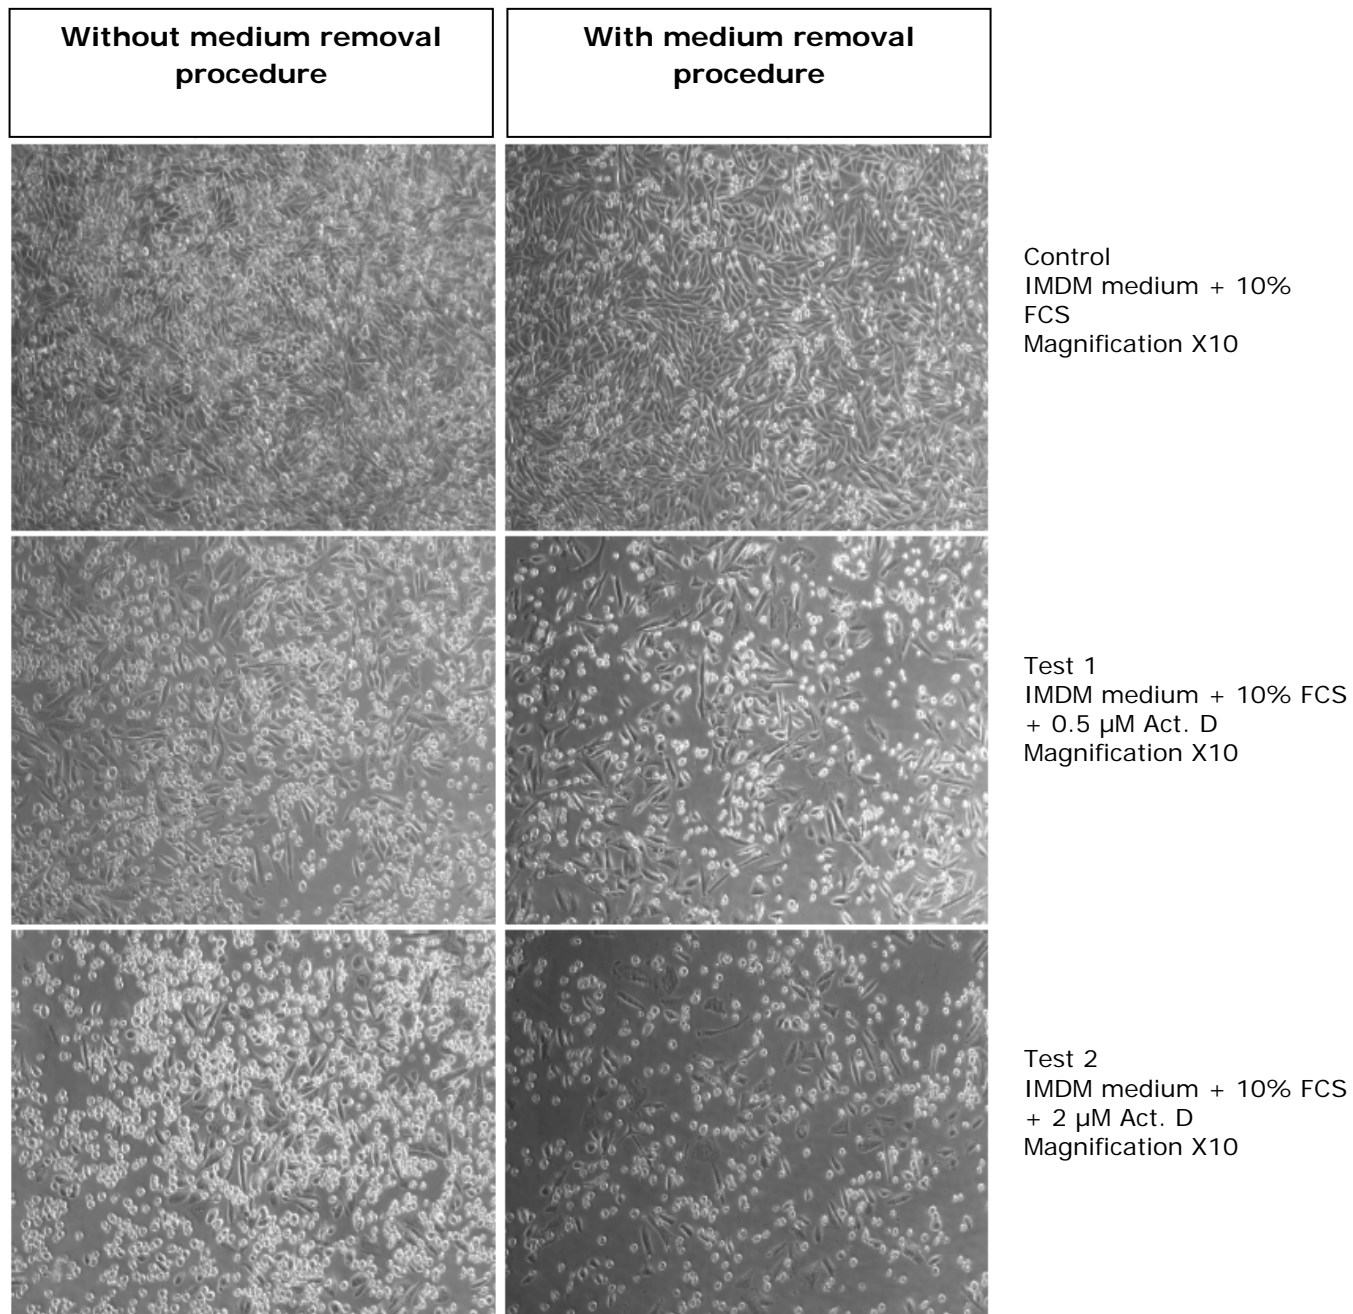 Without medium removal
procedure
With medium removal
procedure
Control
IMDM medium + 10%
FCS
Magnification X10
Test 1
IMDM medium + 10% FCS
+ 0.5 µM Act. D
Magnification X10
Test 2
IMDM medium + 10% FCS
+ 2 µM Act. D
Magnification X10